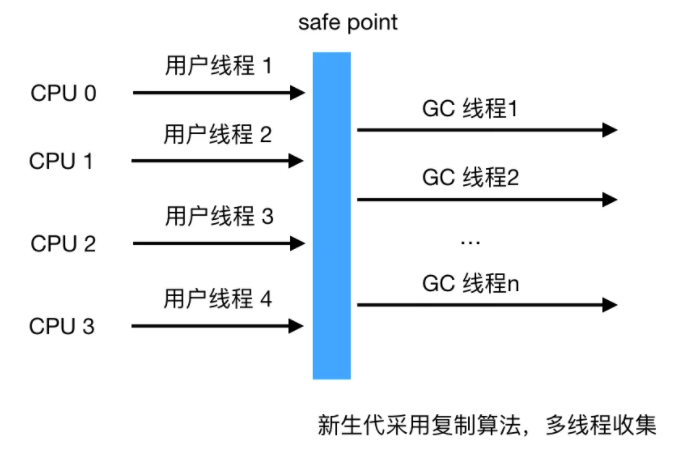 safe point
用户线程 1
CPU 0
GC 线程1
用户线程 2
CPU 1
GC 线程2
用户线程 3
CPU 2
...
GC 线程n
用户线程 4
CPU 3
新生代采用复制算法，多线程收集